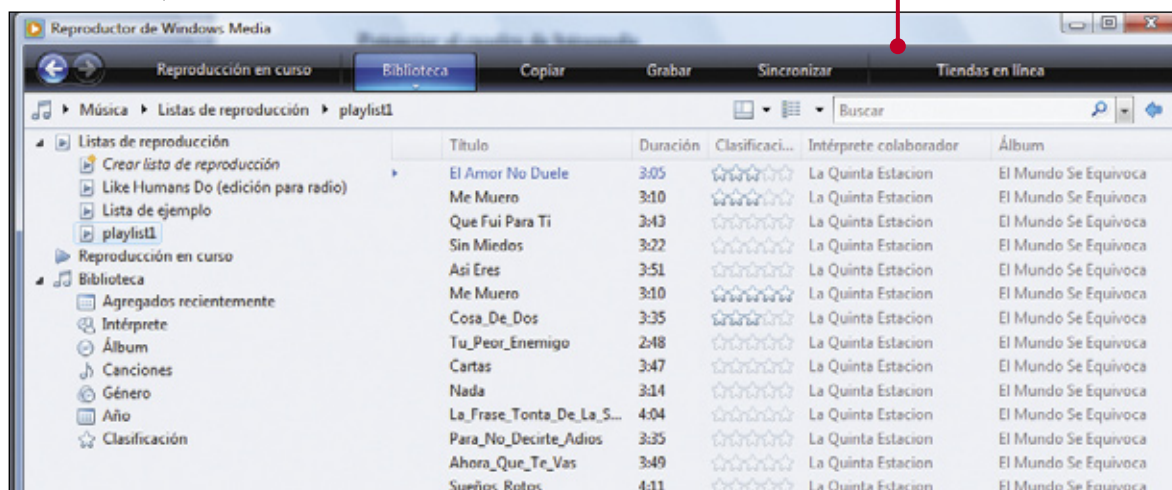 Reproductor de Windows Media
Reproducción en curso Biblioteca Copiar Grabar Sincronizar Tiendas en línea
Música Listas de reproducción playlist1 Buscar
Listas de reproducción
Crear lista de reproducción
Like Humans Do (edición para radio)
Lista de ejemplo
playlist1
Reproducción en curso
Biblioteca
Agregados recientemente
Intérprete
Álbum
Canciones
Género
Año
Clasificación
Título Duración Clasificaci... Intérprete colaborador Álbum
El Amor No Duele 3:05 La Quinta Estacion El Mundo Se Equivoca
Me Muero 3:10 La Quinta Estacion El Mundo Se Equivoca
Que Fui Para Ti 3:43 La Quinta Estacion El Mundo Se Equivoca
Sin Miedos 3:22 La Quinta Estacion El Mundo Se Equivoca
Asi Eres 3:51 La Quinta Estacion El Mundo Se Equivoca
Me Muero 3:10 La Quinta Estacion El Mundo Se Equivoca
Cosa_De_Dos 3:35 La Quinta Estacion El Mundo Se Equivoca
Tu_Peor_Enemigo 2:48 La Quinta Estacion El Mundo Se Equivoca
Cartas 3:47 La Quinta Estacion El Mundo Se Equivoca
Nada 3:14 La Quinta Estacion El Mundo Se Equivoca
La_Frase_Tonta_De_La_S... 4:04 La Quinta Estacion El Mundo Se Equivoca
Para_No_Decirte_Adios 3:35 La Quinta Estacion El Mundo Se Equivoca
Ahora_Que_Te_Vas 3:49 La Quinta Estacion El Mundo Se Equivoca
Sueños_Rotos 4:11 La Quinta Estacion El Mundo Se Equivoca